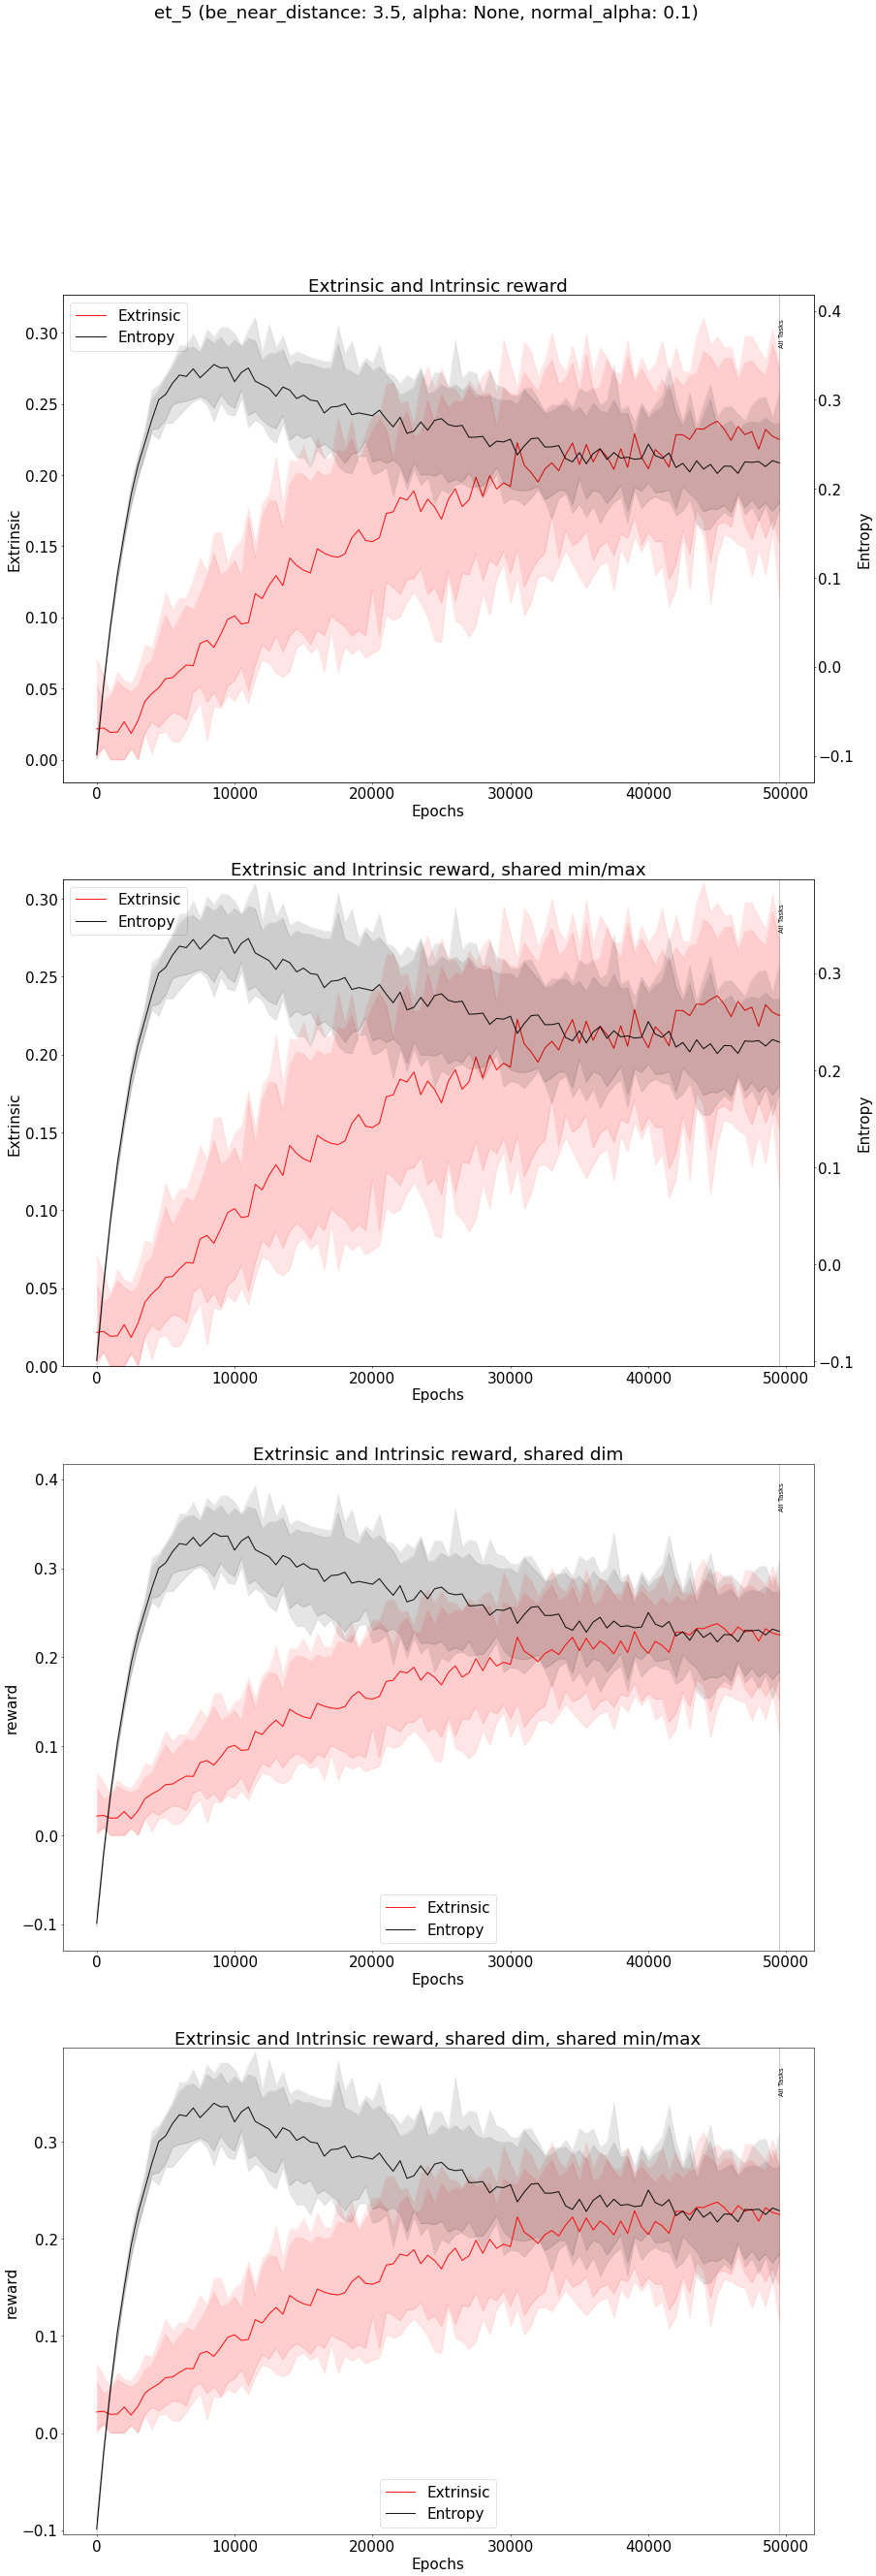 et_5 (be_near_distance: 3.5, alpha: None, normal_alpha: 0.1)
Extrinsic and Intrinsic reward
Extrinsic
Entropy
All Tasks
0.30
0.25
0.20
0.15
0.10
0.05
0.00
Extrinsic
0.4
0.3
0.2
0.1
0.0
−0.1
Entropy
0 10000 20000 30000 40000 50000
Epochs
Extrinsic and Intrinsic reward, shared min/max
Extrinsic
Entropy
All Tasks
0.30
0.25
0.20
0.15
0.10
0.05
0.00
Extrinsic
0.3
0.2
0.1
0.0
−0.1
Entropy
0 10000 20000 30000 40000 50000
Epochs
Extrinsic and Intrinsic reward, shared dim
All Tasks
0.4
0.3
0.2
0.1
0.0
−0.1
reward
Extrinsic
Entropy
0 10000 20000 30000 40000 50000
Epochs
Extrinsic and Intrinsic reward, shared dim, shared min/max
All Tasks
0.3
0.2
0.1
0.0
−0.1
reward
Extrinsic
Entropy
0 10000 20000 30000 40000 50000
Epochs